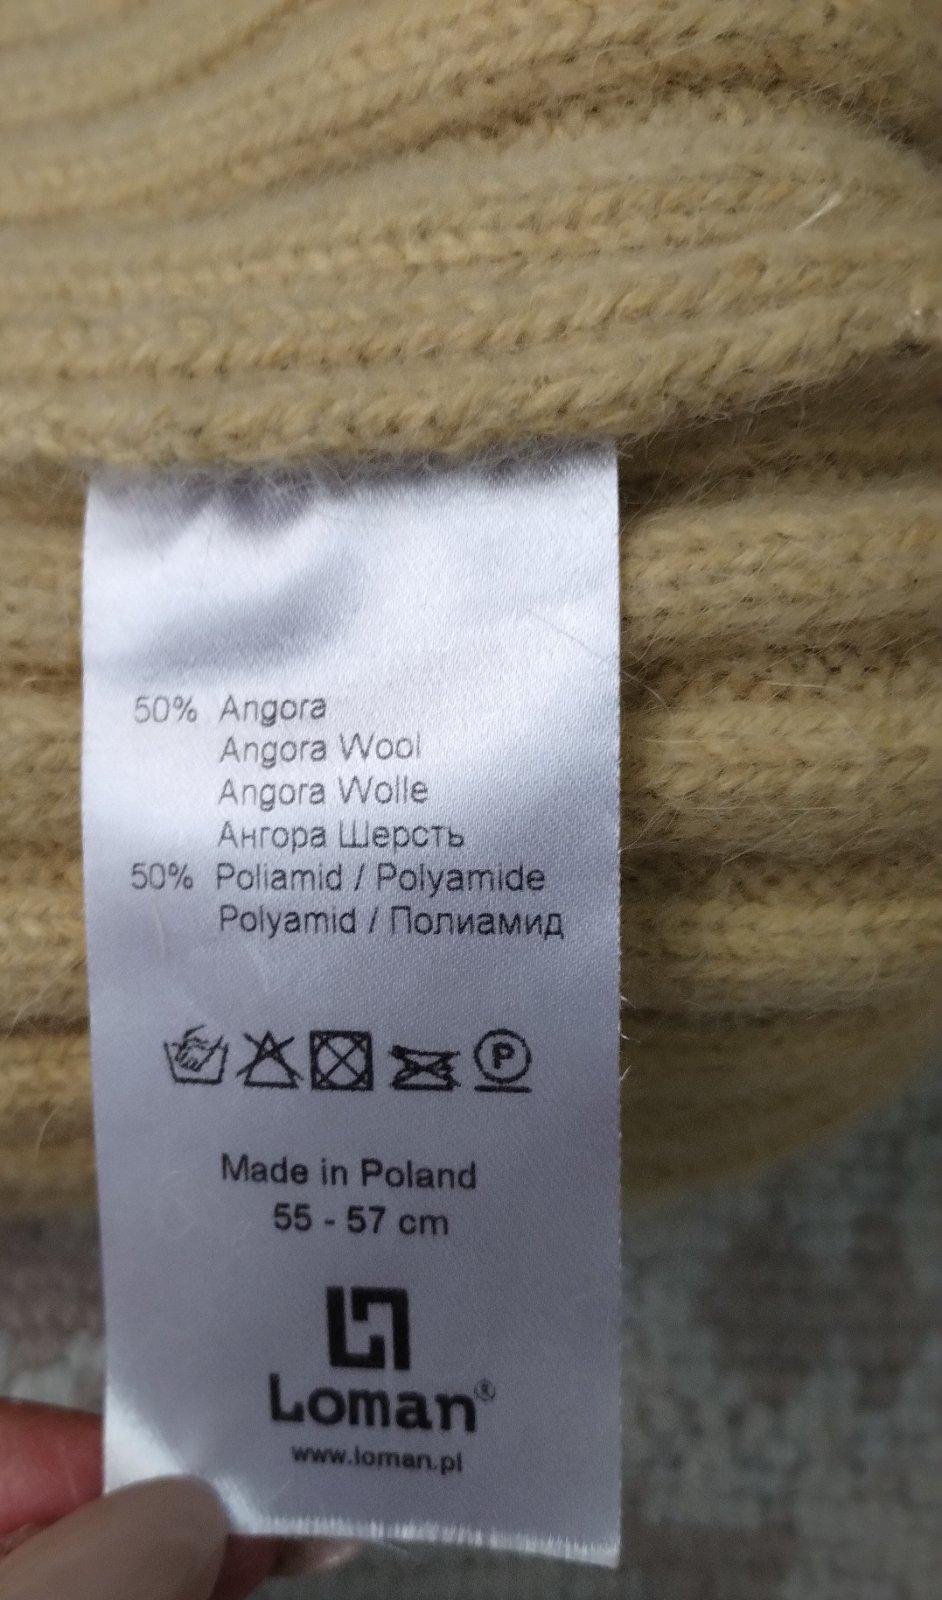 50% Angora
Angora Wool
Angora Wolle
Ангора Шерсть
50% Poliamid / Polyamide
Polyamid / Полиамид
P
Made in Poland
55 - 57 cm
Loman®
www.loman.pl